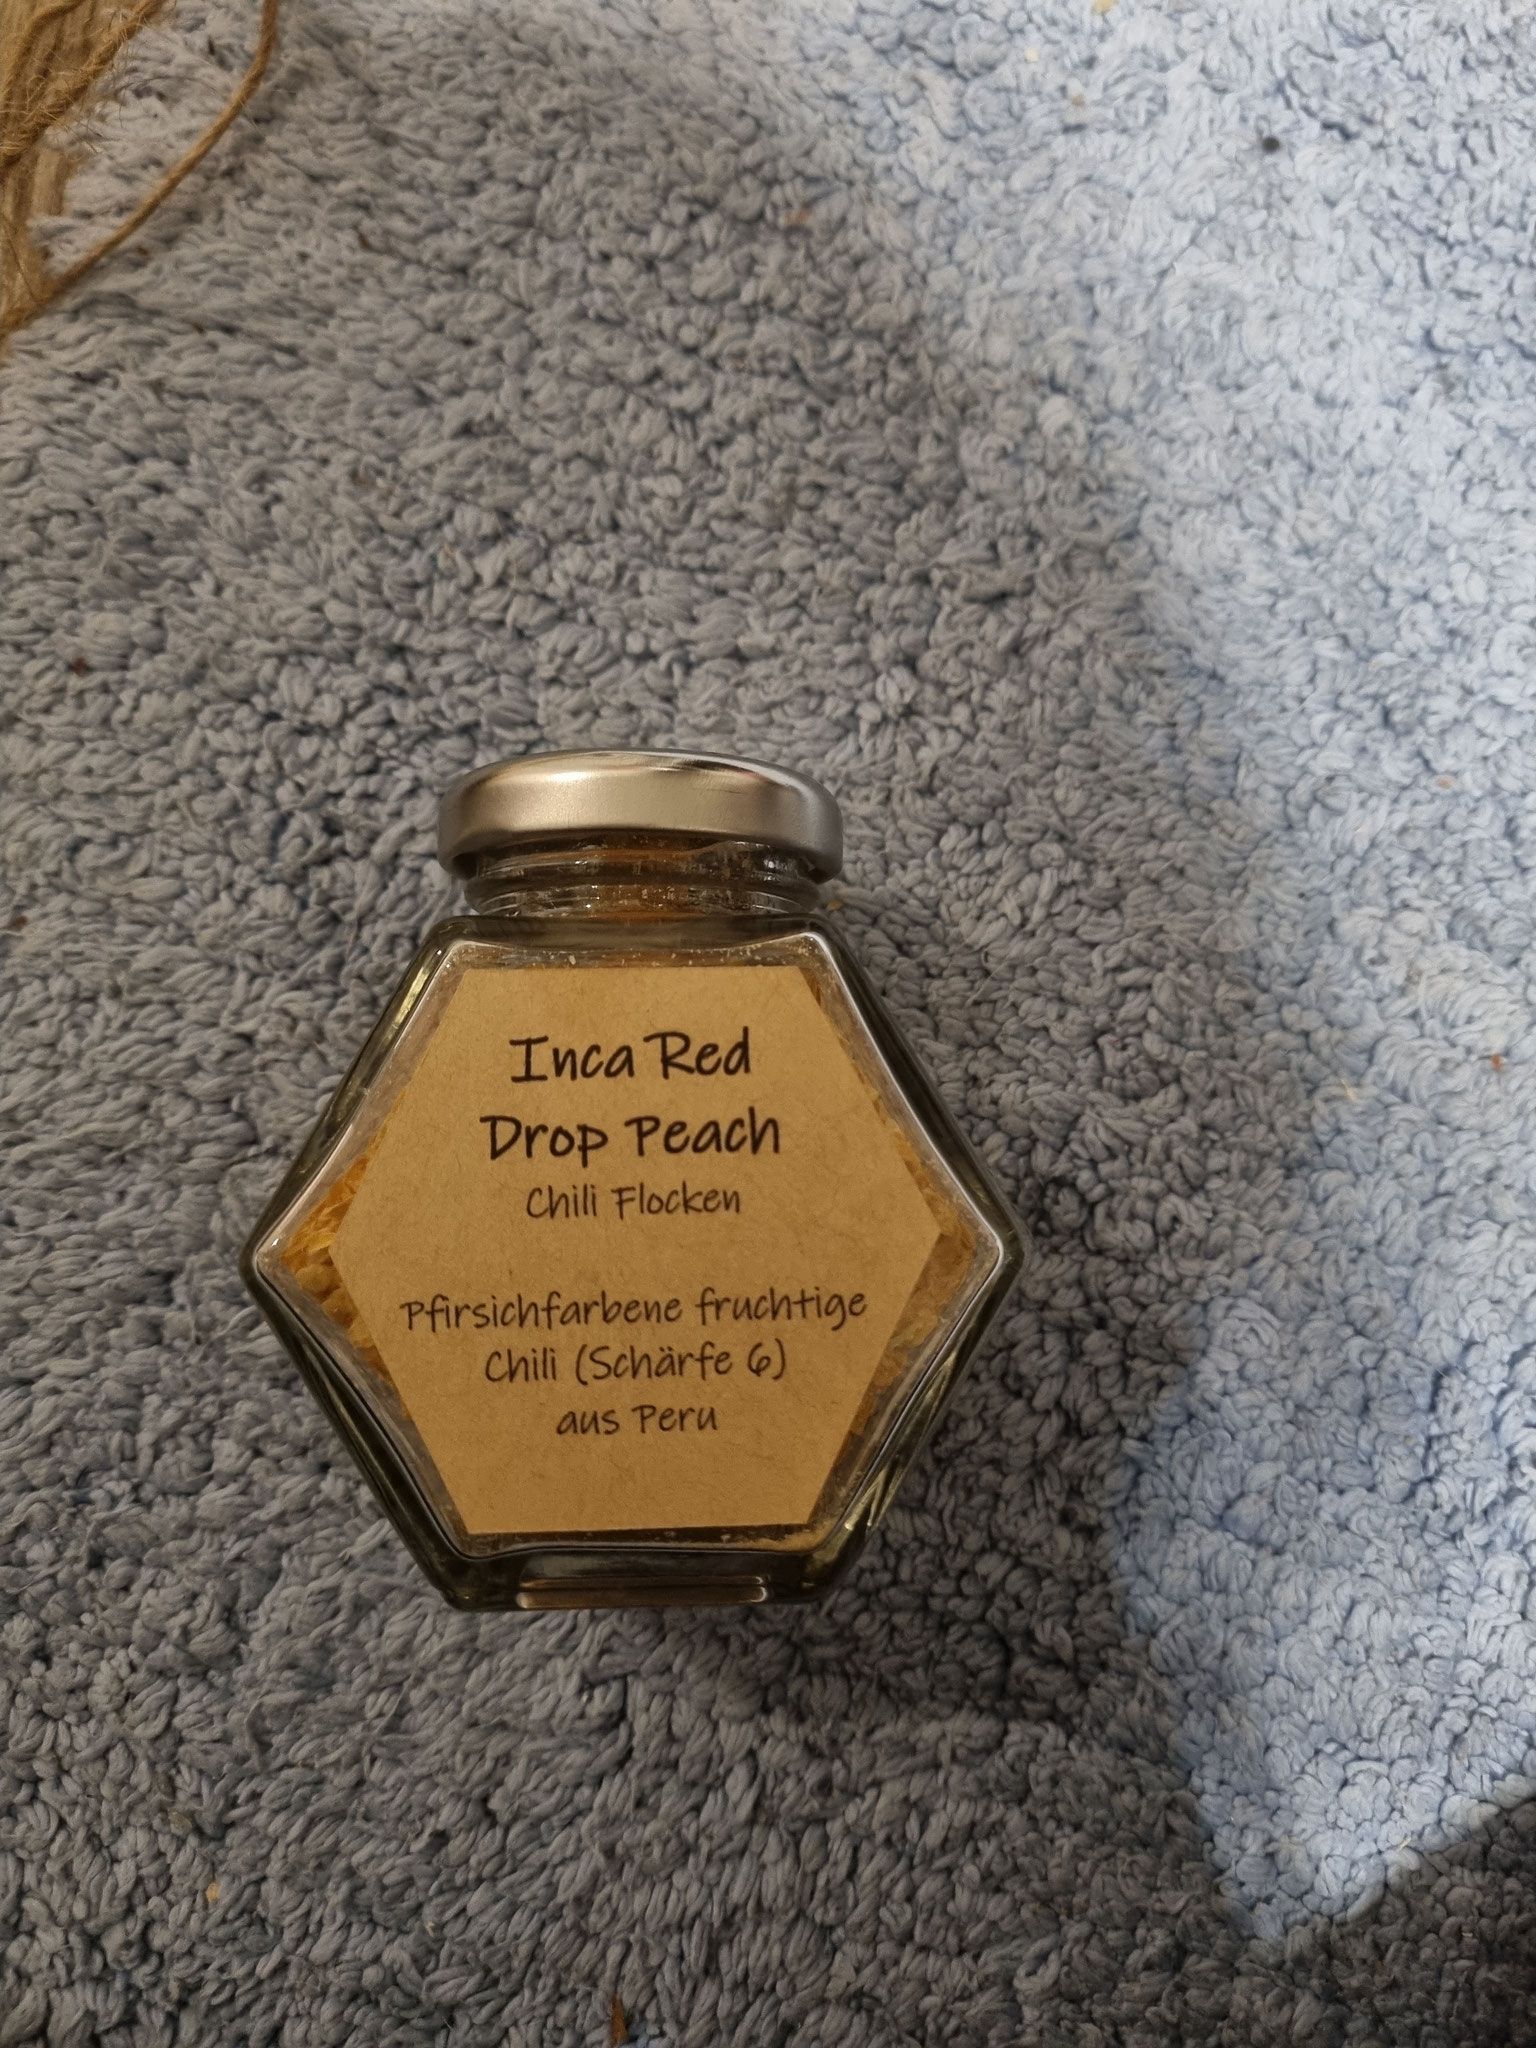 Inca Red
Drop Peach
Chili Flocken
Pfirsichfarbene fruchtige
Chili (Schärfe 6)
aus Peru